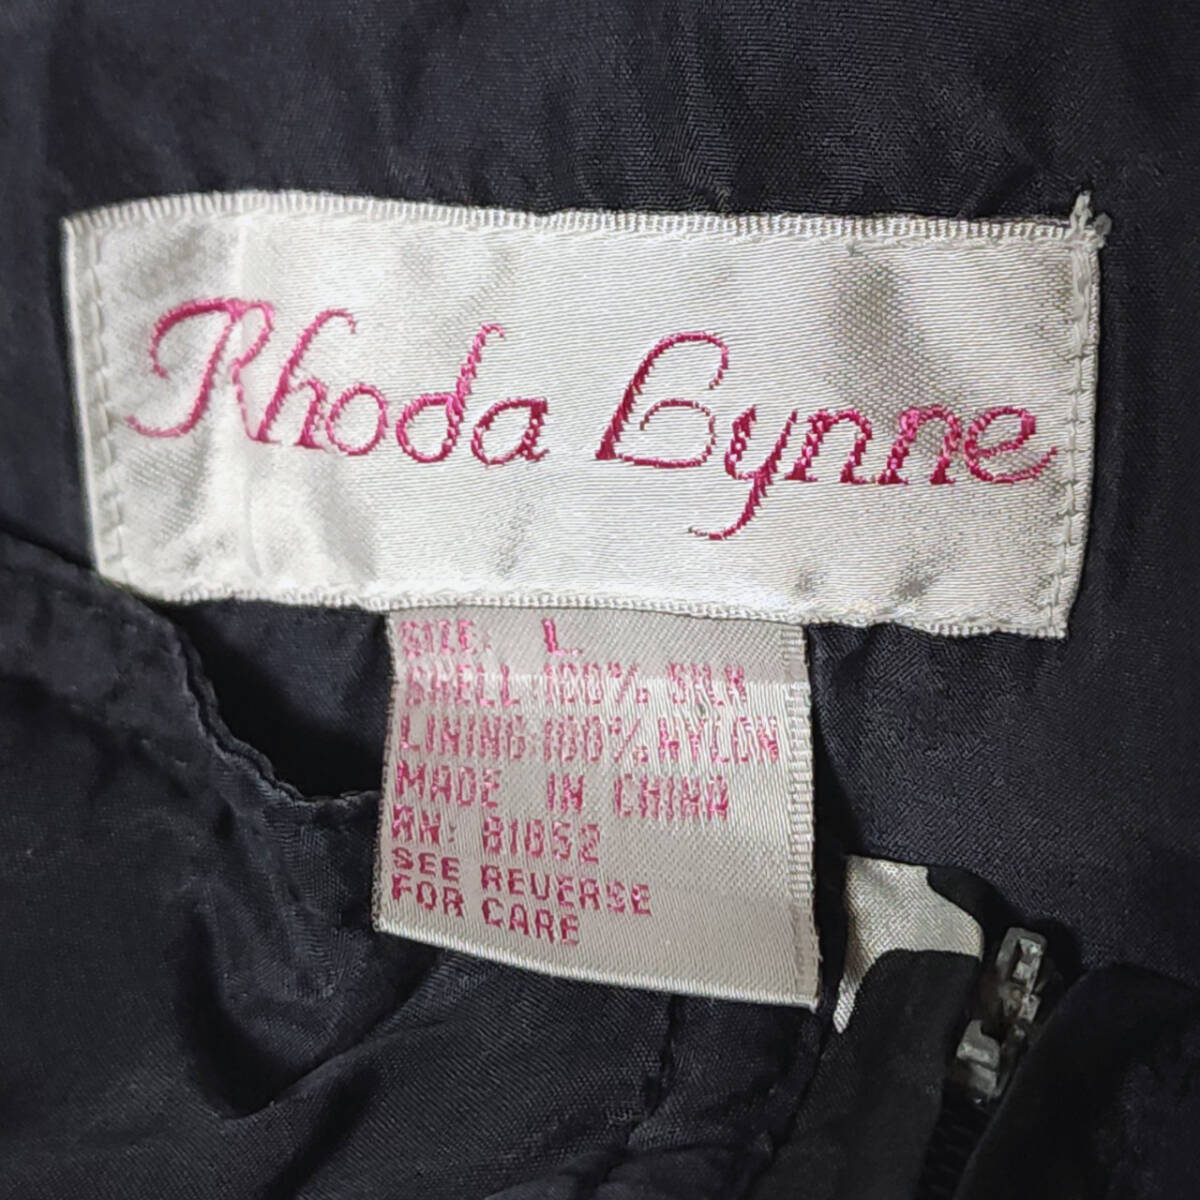 Rhoda Lynne
SIZE: L
SHELL:100% SILK
LINING:100% NYLON
MADE IN CHINA
RN: 81852
SEE REVERSE
FOR CARE